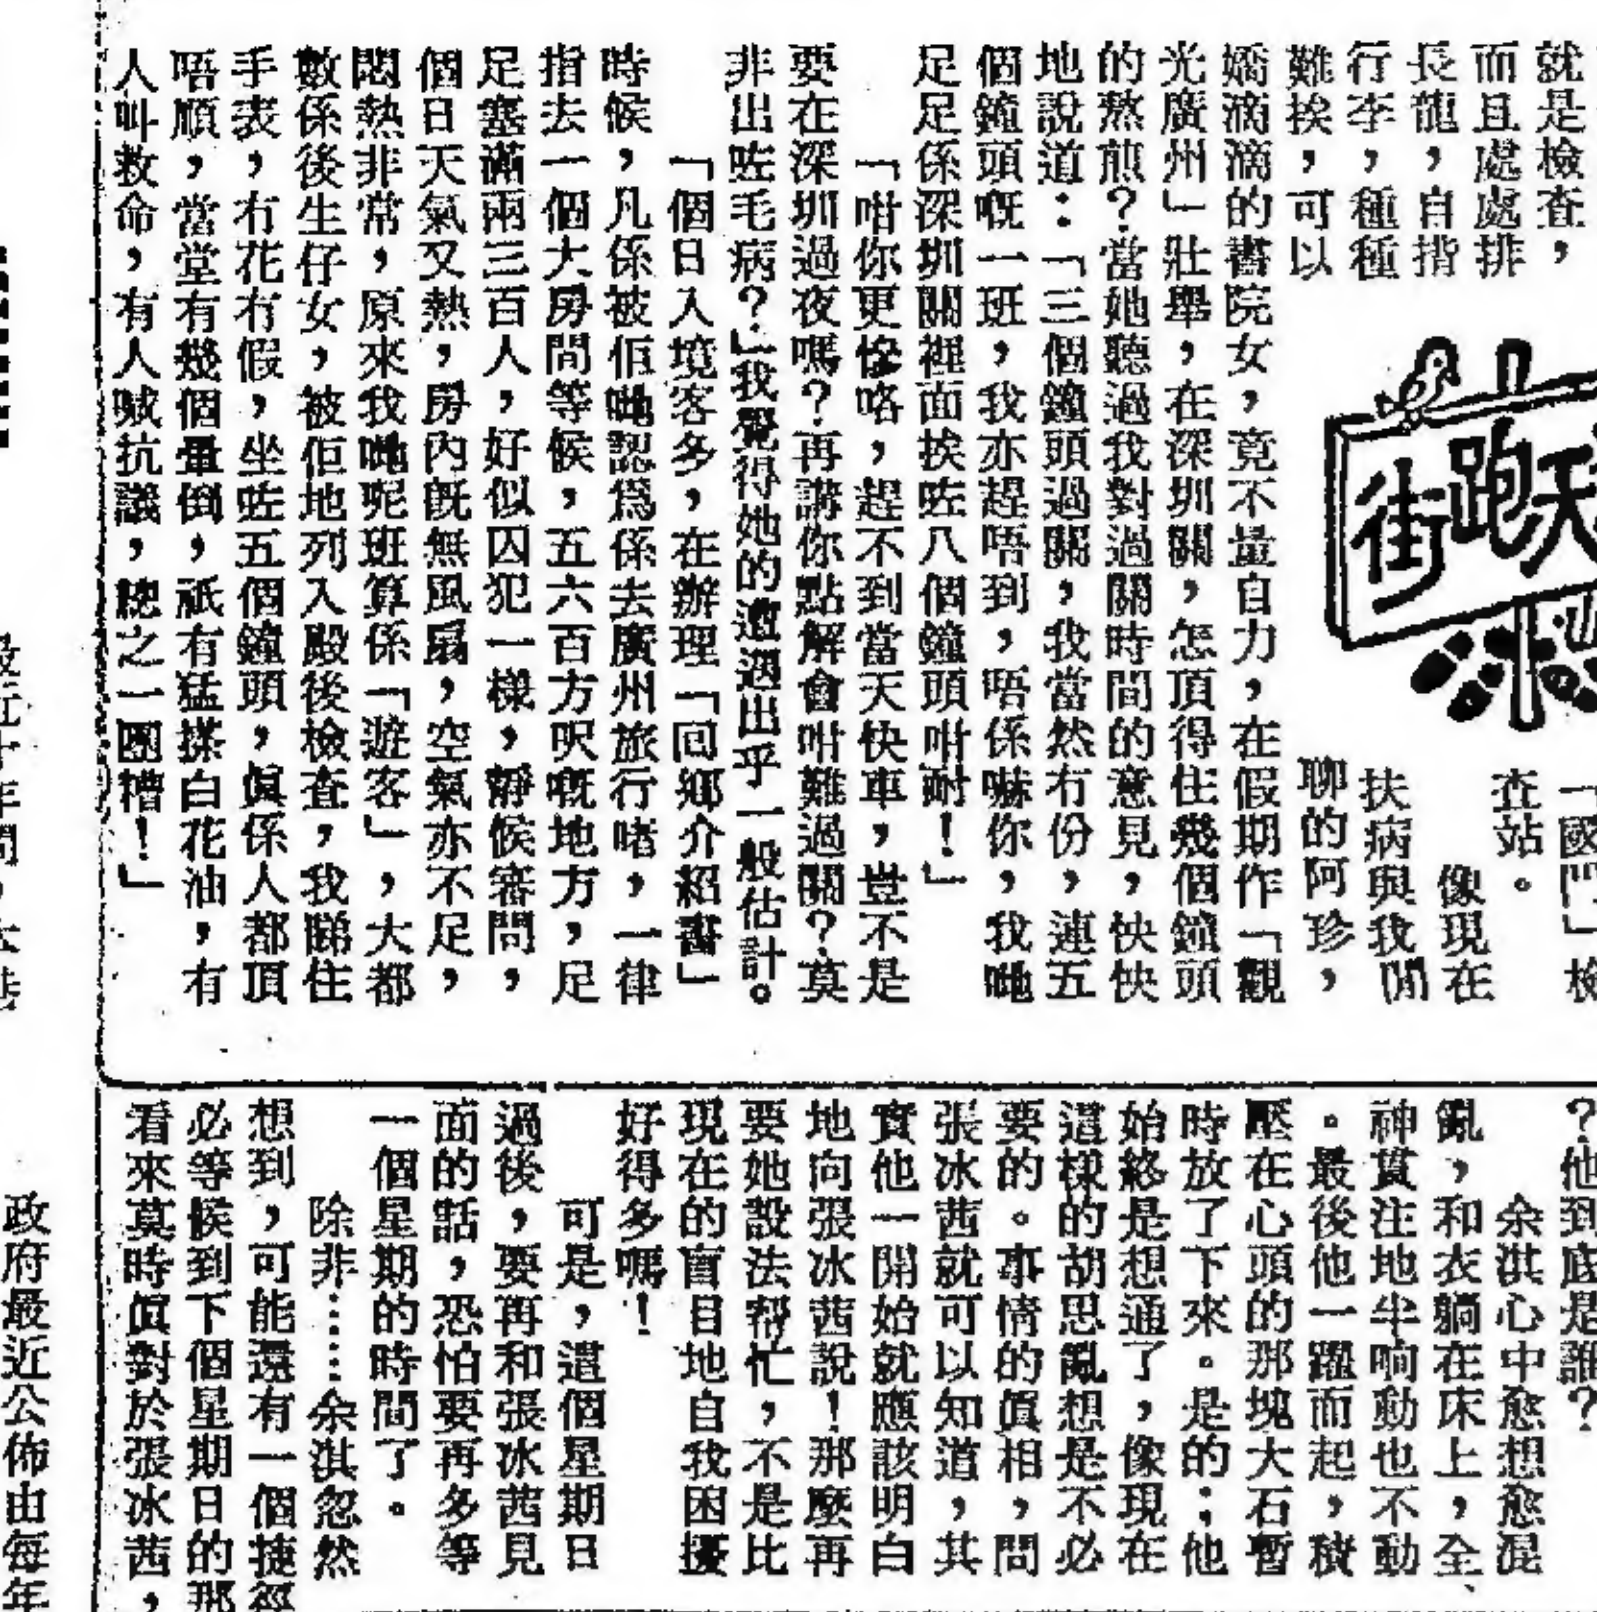 就是檢查，
而且處處排
長龍，自揹
行李，種種
難挨，可以
天跑街
「國門」檢
查站。
像現在
扶病與我閒
聊的阿珍，
嬌滴滴的書院女，竟不量自力，在假期作「觀
光廣州」壯舉，在深圳關，怎頂得住幾個鐘頭
的熬煎？當她聽過我對過關時間的意見，快快
地說道：「三個鐘頭過關，我當然冇份，連五
個鐘頭嘅一班，我亦趕唔到，唔係嚇你，我哋
足足係深圳關裡面挨咗八個鐘頭咁耐！」
「咁你更慘咯，趕不到當天快車，豈不是
要在深圳過夜嗎？再講你點解會咁難過關？莫
非出咗毛病？」我覺得她的遭遇出乎一般估計。
「個日入境客多，在辦理「回鄉介紹書」
時候，凡係被佢哋認爲係去廣州旅行啫，一律
指去一個大房間等候，五六百方呎嘅地方，足
足塞滿兩三百人，好似囚犯一樣，靜候審問，
個日天氣又熱，房內旣無風扇，空氣亦不足，
悶熱非常，原來我哋呢班算係「遊客」，大都
數係後生仔女，被佢地列入殿後檢查，我睇住
手表，冇花冇假，坐咗五個鐘頭，眞係人都頂
唔順，當堂有幾個暈倒，祇有猛搽白花油，有
人叫救命，有人喊抗議，總之一團糟！」
？他到底是誰？
余淇心中愈想愈混
亂，和衣躺在床上，全
神貫注地半响動也不動
。最後他一躍而起，積
壓在心頭的那塊大石暫
時放了下來。是的；他
始終是想通了，像現在
這樣的胡思亂想是不必
要的。事情的眞相，問
張冰茜就可以知道，其
實他一開始就應該明白
地向張冰茜說！那麼再
要她設法帮忙，不是比
現在的盲目地自我困擾
好得多嗎！
可是，這個星期日
過後，要再和張冰茜見
面的話，恐怕要再多等
一個星期的時間了。
除非……余淇忽然
想到，可能還有一個捷徑
必等候到下個星期日的那
看來莫時眞對於張冰茜，
政府最近公佈由每年